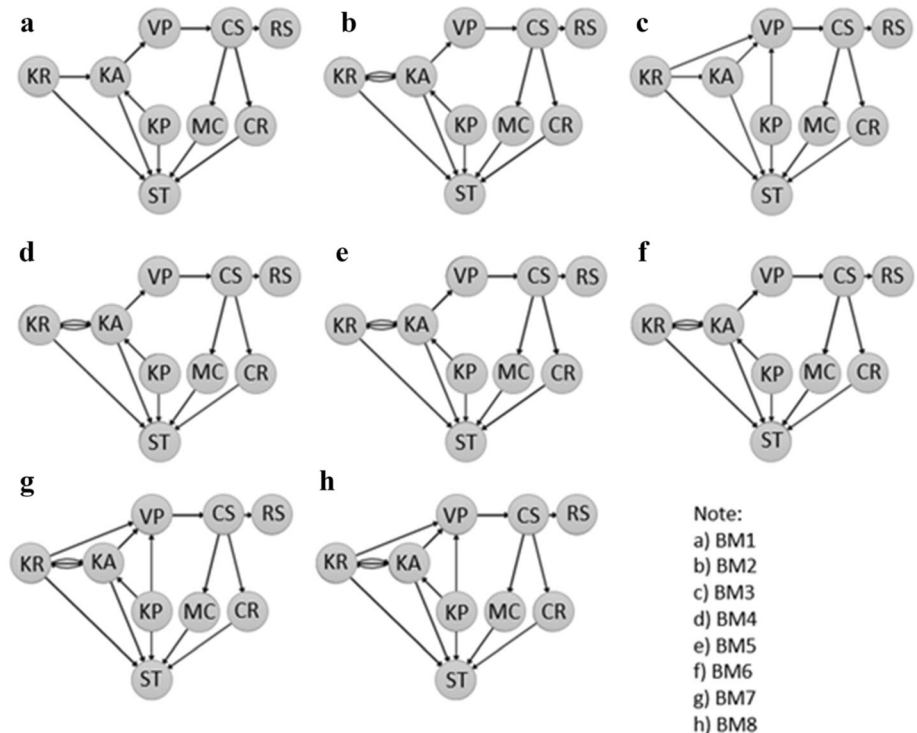 a
VP CS RS
KR KA
KP MC CR
ST
b
VP CS RS
KR KA
KP MC CR
ST
c
VP CS RS
KR KA
KP MC CR
ST
d
VP CS RS
KR KA
KP MC CR
ST
e
VP CS RS
KR KA
KP MC CR
ST
f
VP CS RS
KR KA
KP MC CR
ST
g
VP CS RS
KR KA
KP MC CR
ST
h
VP CS RS
KR KA
KP MC CR
ST
Note:
a) BM1
b) BM2
c) BM3
d) BM4
e) BM5
f) BM6
g) BM7
h) BM8